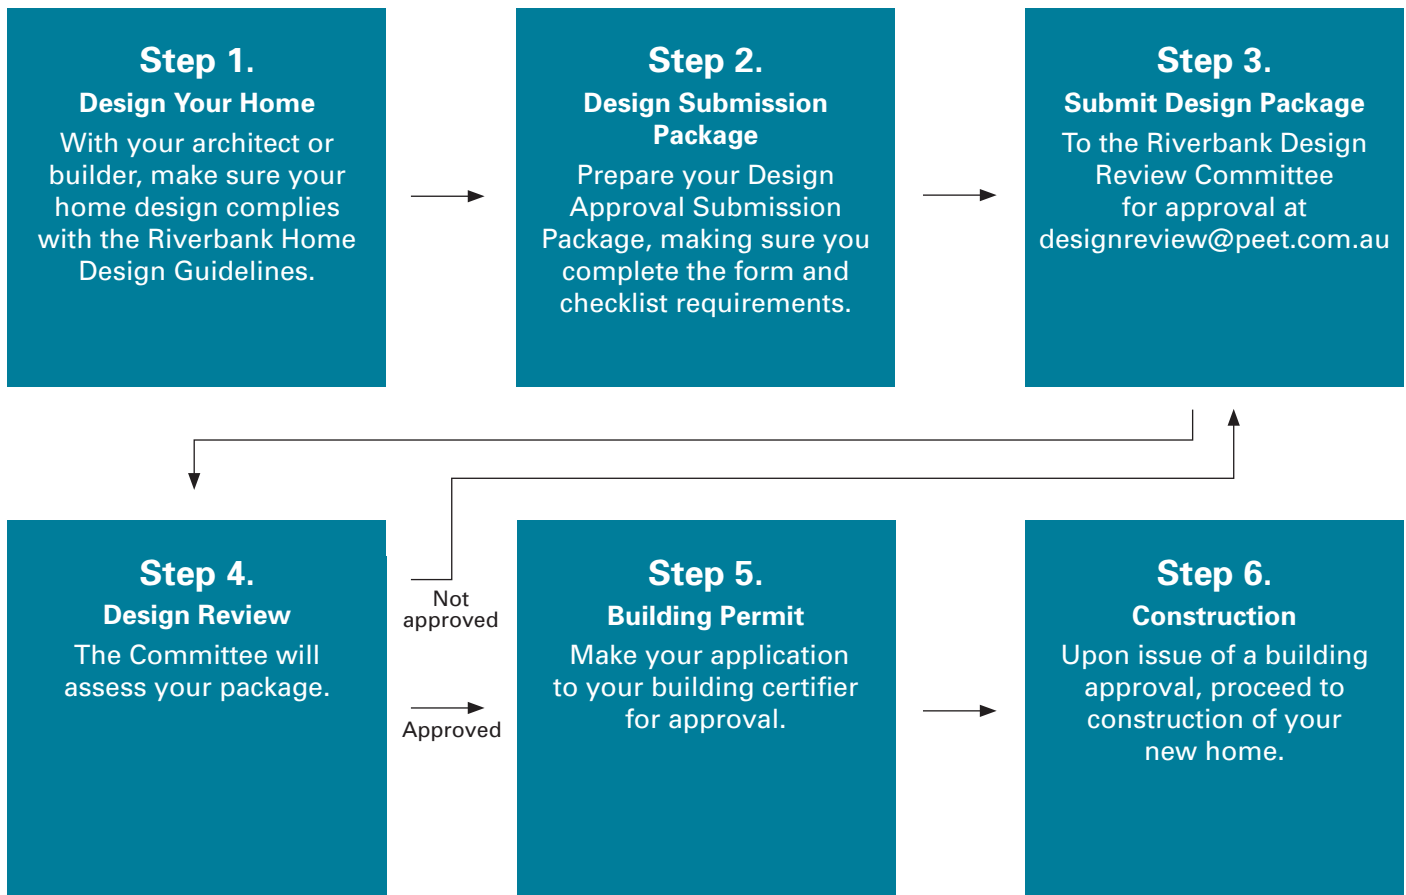 Step 1.
Design Your Home
With your architect or
builder, make sure your
home design complies
with the Riverbank Home
Design Guidelines.
Step 2.
Design Submission
Package
Prepare your Design
Approval Submission
Package, making sure you
complete the form and
checklist requirements.
Step 3.
Submit Design Package
To the Riverbank Design
Review Committee
for approval at
designreview@peet.com.au
Step 4.
Design Review
The Committee will
assess your package.
Not
approved
Approved
Step 5.
Building Permit
Make your application
to your building certifier
for approval.
Step 6.
Construction
Upon issue of a building
approval, proceed to
construction of your
new home.